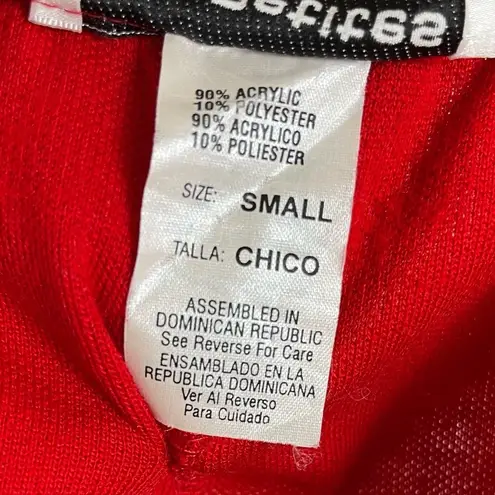 Petites
90% ACRYLIC
10% POLYESTER
90% ACRYLICO
10% POLIESTER
SIZE: SMALL
TALLA: CHICO
ASSEMBLED IN
DOMINICAN REPUBLIC
See Reverse For Care
ENSAMBLADO EN LA
REPUBLICA DOMINICANA
Ver Al Reverso
Para Cuidado